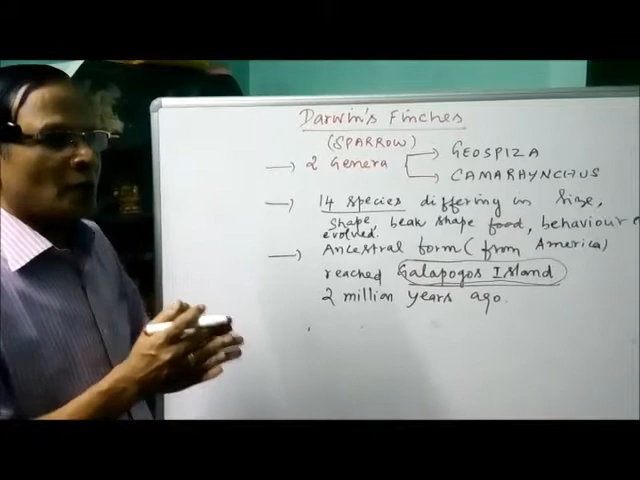 Darwin's Finches
(SPARROW)
→ 2 Genera → GEOSPIZA
→ CAMARHYNCHUS
→ 14 species differing in size,
shape beak shape food, behaviour
evolved.
→ Ancestral form (from America)
reached Galapogos Island
2 million years ago.